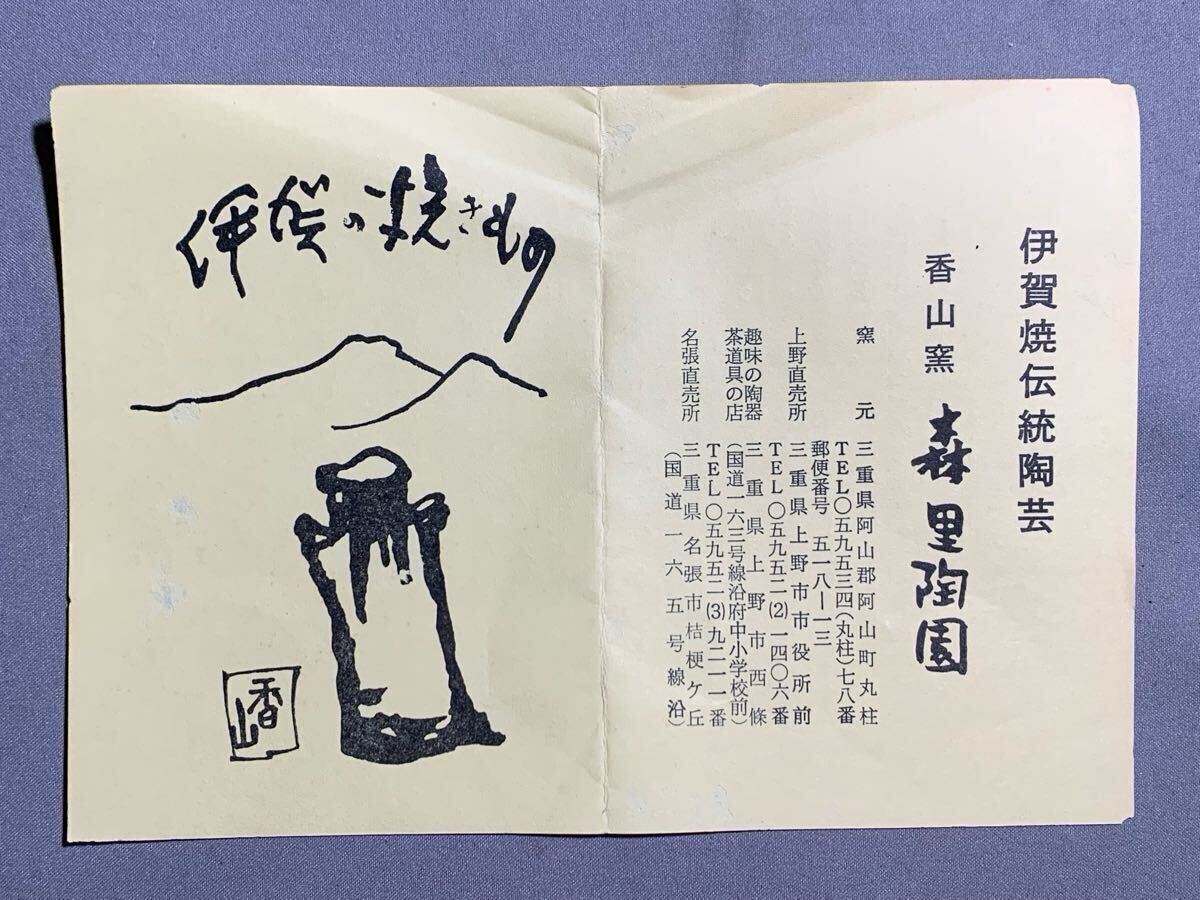 伊賀焼伝統陶芸
香山窯 森里陶園
窯元 三重県阿山郡阿山町丸柱
TEL〇五九五三四(丸柱)七八番
郵便番号 五一八―一三
上野直売所 三重県上野市市役所前
TEL〇五九五二(2)一四〇六番
趣味の陶器 三重県上野市西條
茶道具の店 (国道一六三号線沿府中小学校前)
TEL〇五九五二(3)九二一一番
名張直売所 三重県名張市桔梗ケ丘
(国道一六五号線沿)
伊賀の焼きもの
香山